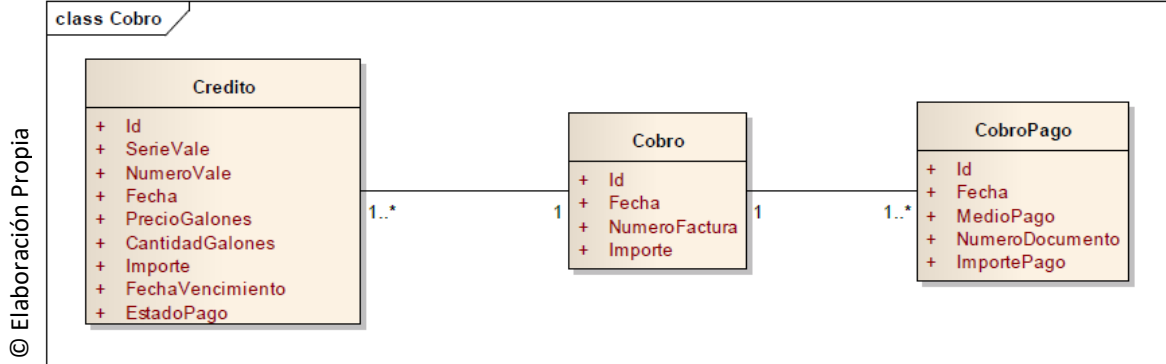 class Cobro
© Elaboración Propia
Credito
+ Id
+ SerieVale
+ NumeroVale
+ Fecha
+ PrecioGalones
+ CantidadGalones
+ Importe
+ FechaVencimiento
+ EstadoPago
1..*
1
Cobro
+ Id
+ Fecha
+ NumeroFactura
+ Importe
1
1..*
CobroPago
+ Id
+ Fecha
+ MedioPago
+ NumeroDocumento
+ ImportePago